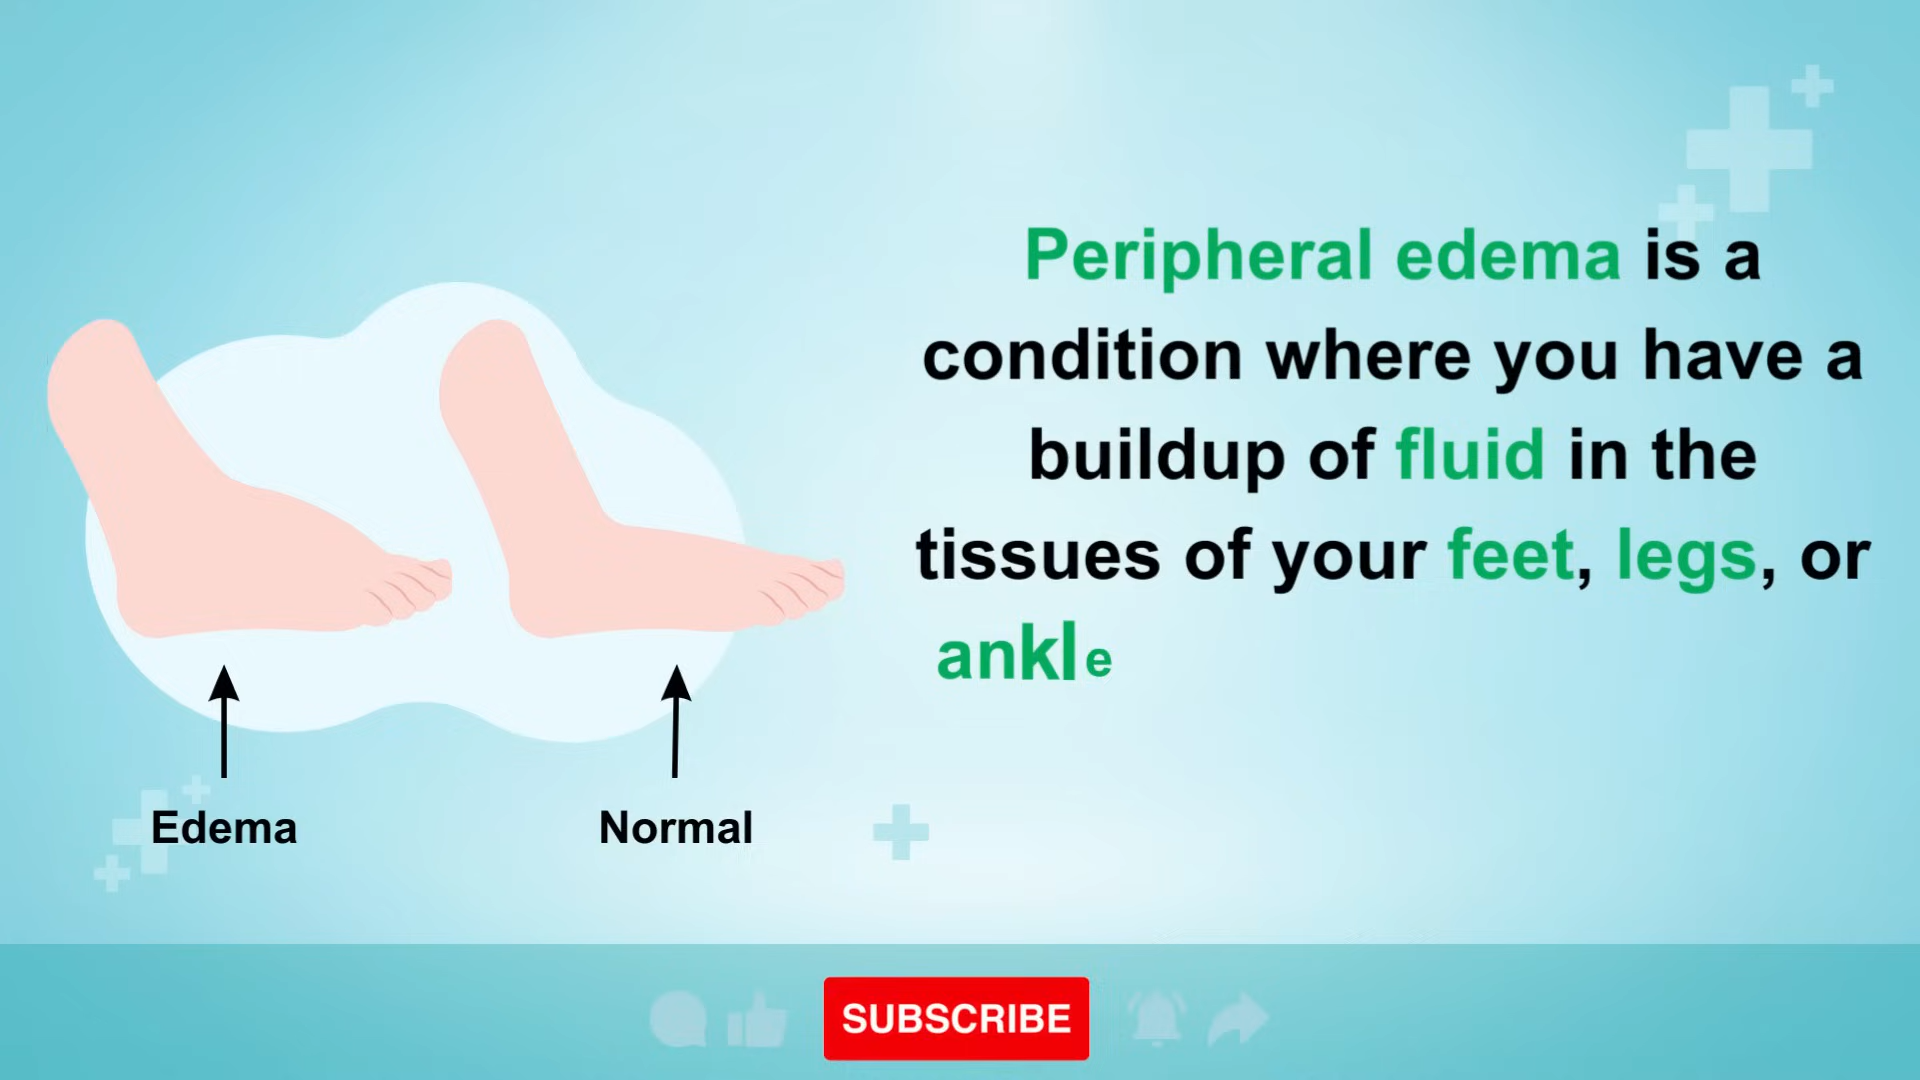 Peripheral edema is a
condition where you have a
buildup of fluid in the
tissues of your feet, legs, or
ankle
Edema
Normal
SUBSCRIBE